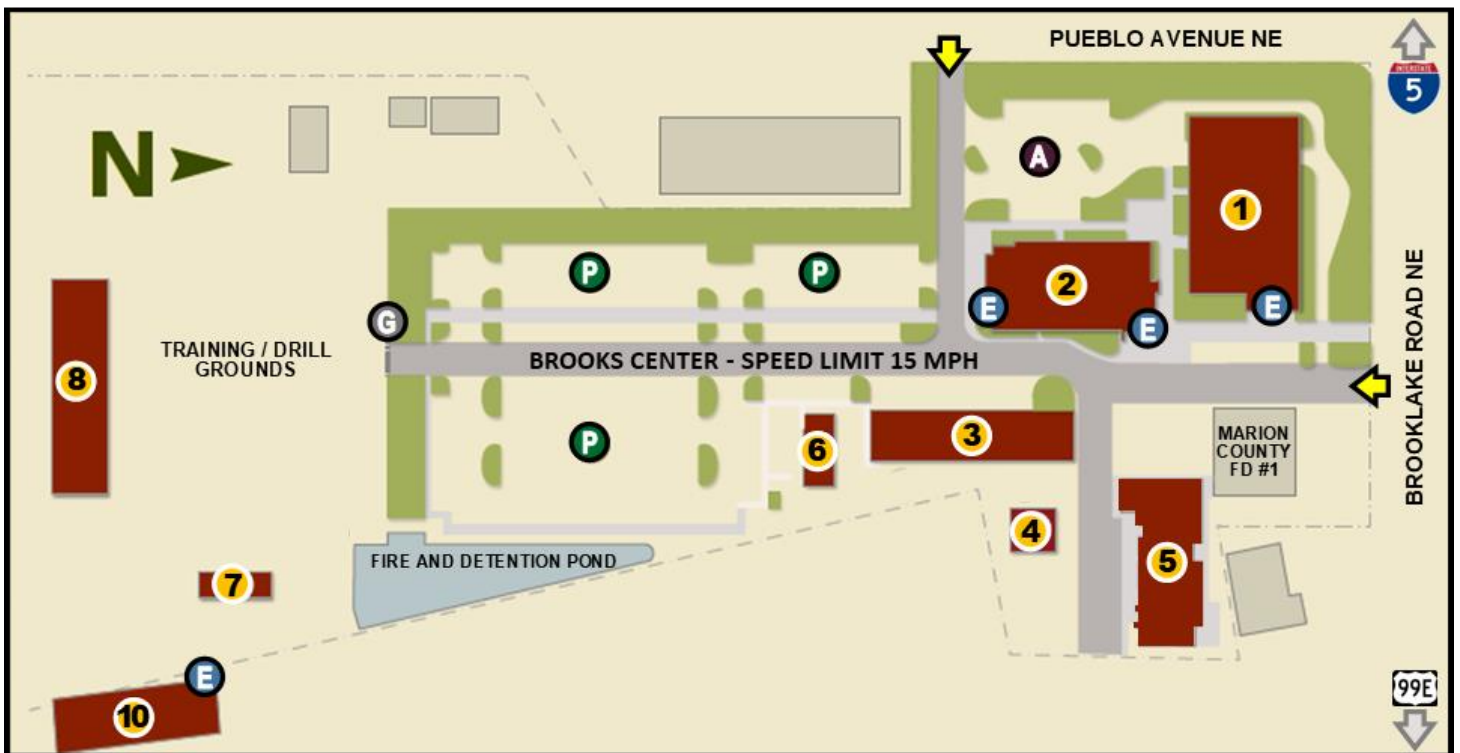 PUEBLO AVENUE NE
INTERSTATE
5
N
A
1
P
P
2
E
E
E
G
TRAINING / DRILL
GROUNDS
BROOKS CENTER - SPEED LIMIT 15 MPH
8
BROOKLAKE ROAD NE
P
6
3
MARION
COUNTY
FD #1
4
FIRE AND DETENTION POND
5
7
E
10
99E